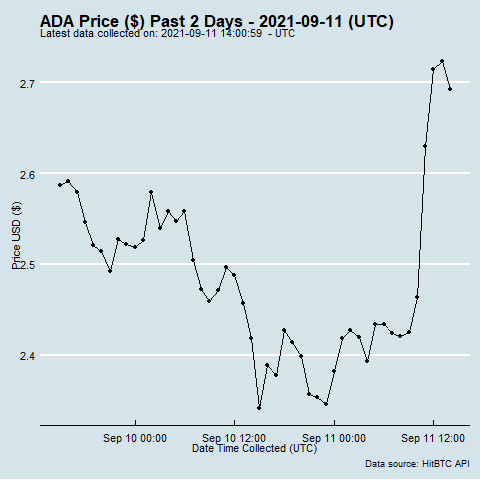 ADA Price ($) Past 2 Days - 2021-09-11 (UTC)
Latest data collected on: 2021-09-11 14:00:59  - UTC
2.7
2.6
2.5
2.4
Price USD ($)
Sep 10 00:00
Sep 10 12:00
Sep 11 00:00
Sep 11 12:00
Date Time Collected (UTC)
Data source: HitBTC API